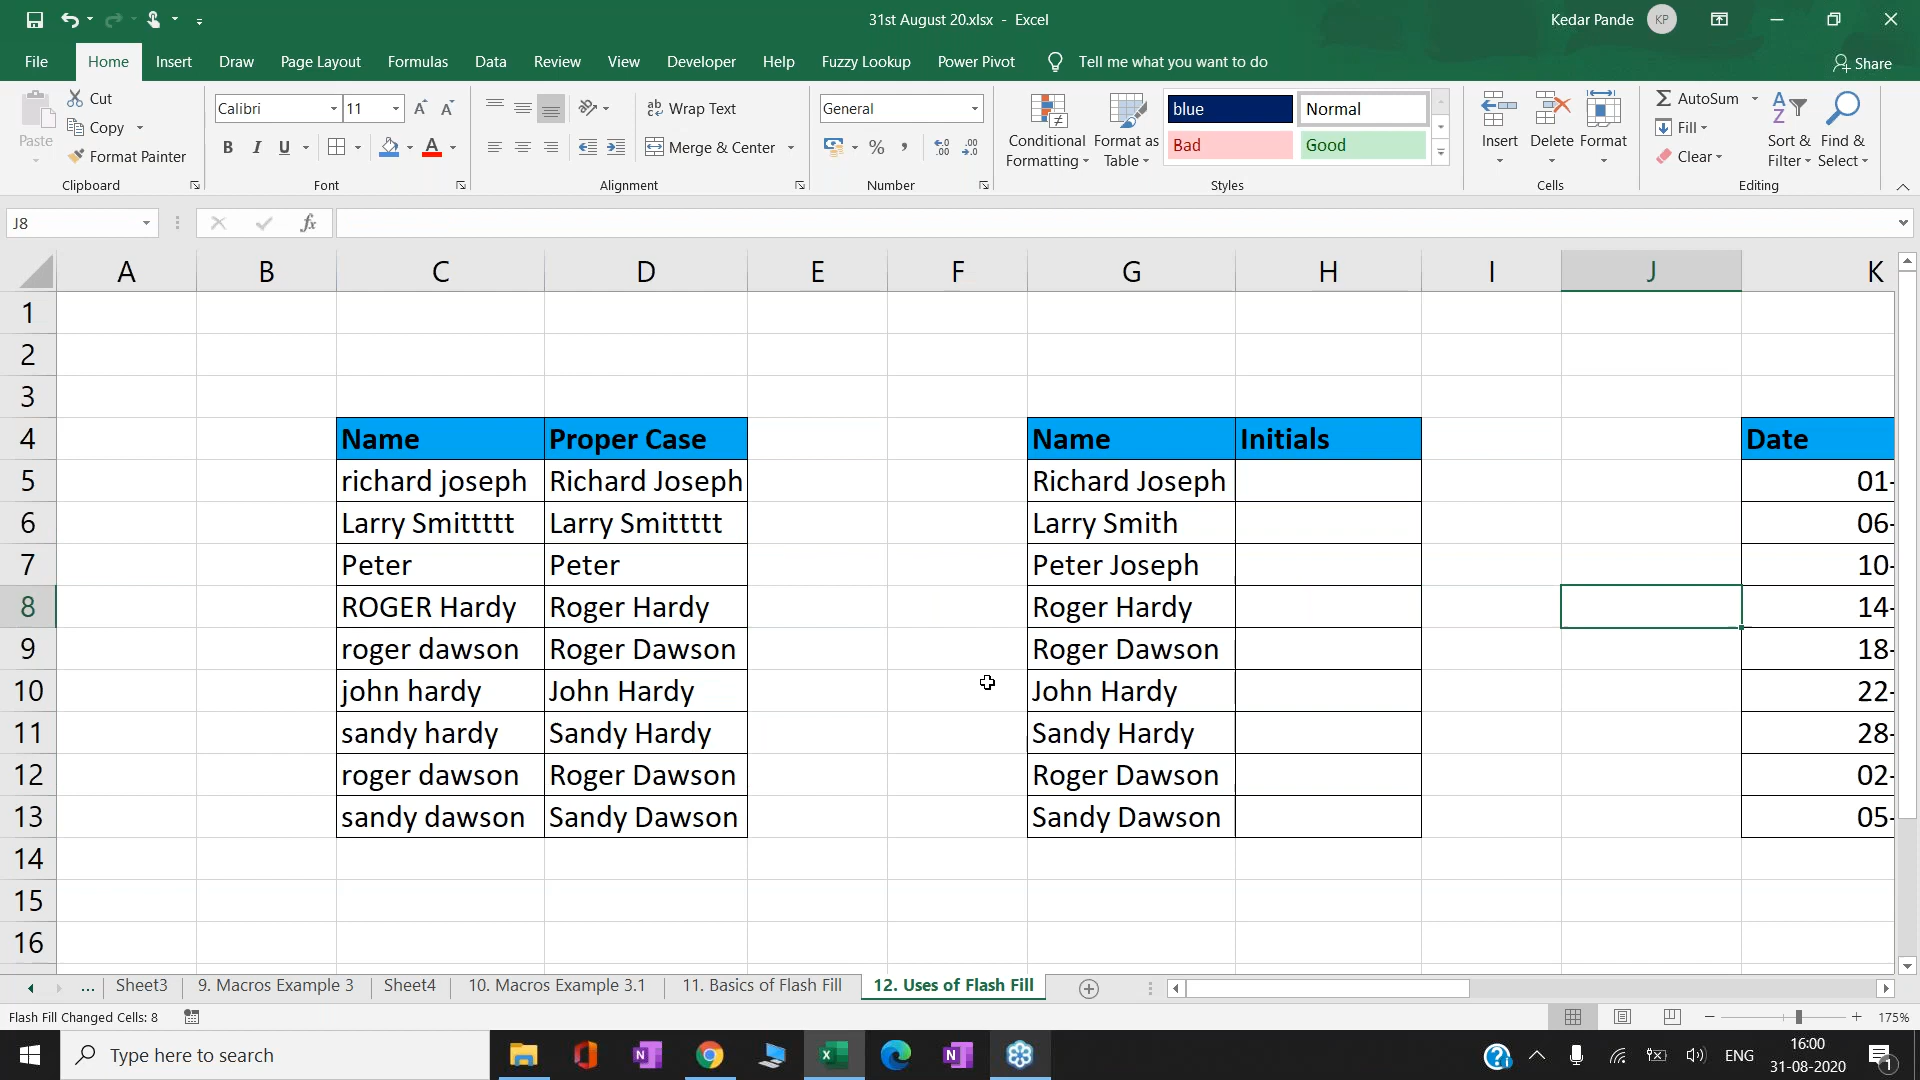 31st August 20.xlsx - Excel
Kedar Pande KP
File Home Insert Draw Page Layout Formulas Data Review View Developer Help Fuzzy Lookup Power Pivot Tell me what you want to do Share
Paste
Cut
Copy
Format Painter
Clipboard
Calibri 11
B I U A
Font
ab Wrap Text
Merge & Center
Alignment
General
% ,
Number
Conditional Formatting
Format as Table
blue Normal
Bad Good
Styles
Insert Delete Format
Cells
AutoSum
Fill
Clear
Sort & Filter
Find & Select
Editing
J8 fx
A B C D E F G H I J K
1
2
3
4 Name Proper Case Name Initials Date
5 richard joseph Richard Joseph Richard Joseph 01-
6 Larry Smittttt Larry Smittttt Larry Smith 06-
7 Peter Peter Peter Joseph 10-
8 ROGER Hardy Roger Hardy Roger Hardy 14-
9 roger dawson Roger Dawson Roger Dawson 18-
10 john hardy John Hardy John Hardy 22-
11 sandy hardy Sandy Hardy Sandy Hardy 28-
12 roger dawson Roger Dawson Roger Dawson 02-
13 sandy dawson Sandy Dawson Sandy Dawson 05-
14
15
16
... Sheet3 9. Macros Example 3 Sheet4 10. Macros Example 3.1 11. Basics of Flash Fill 12. Uses of Flash Fill
Flash Fill Changed Cells: 8 175%
Type here to search
ENG
16:00
31-08-2020
1